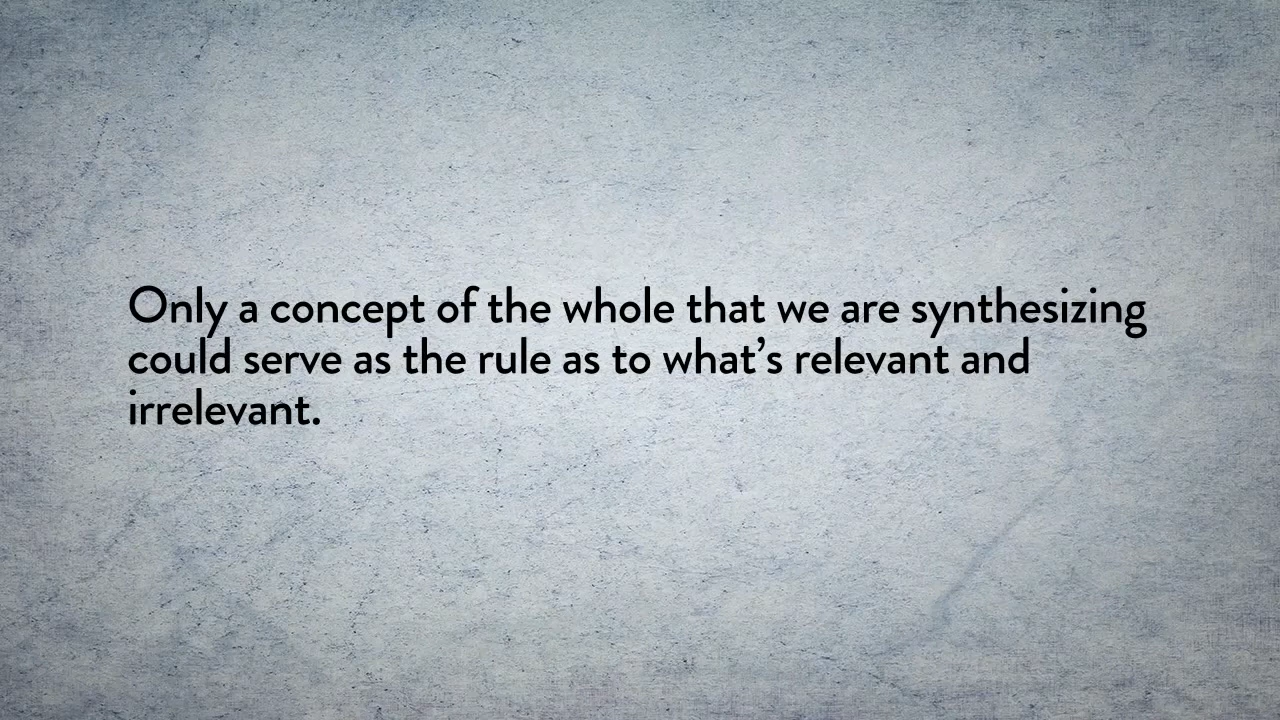 Only a concept of the whole that we are synthesizing
could serve as the rule as to what’s relevant and
irrelevant.